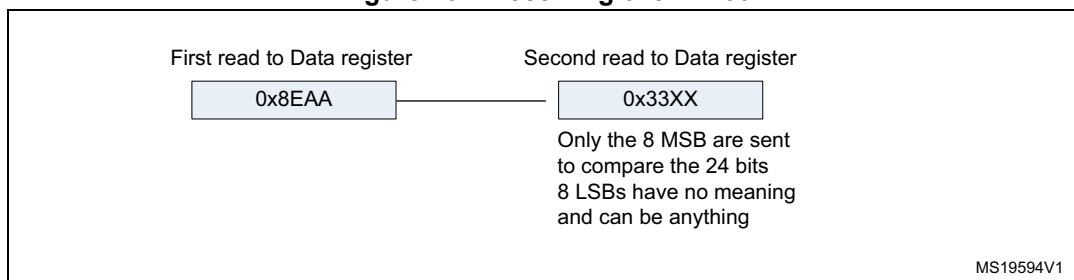 First read to Data register
Second read to Data register
0x8EAA
0x33XX
Only the 8 MSB are sent
to compare the 24 bits
8 LSBs have no meaning
and can be anything
MS19594V1